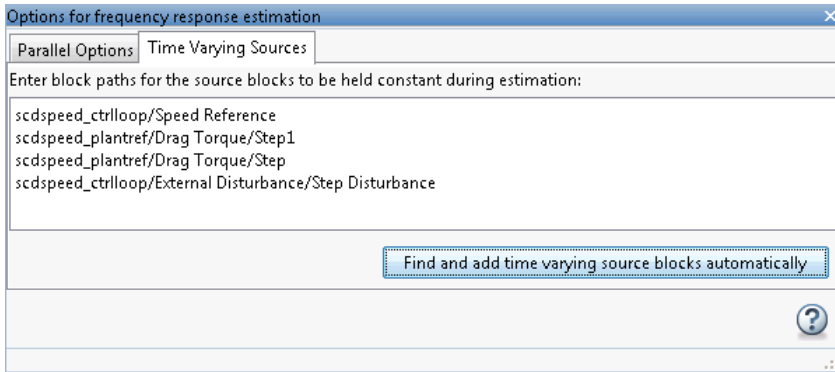 Options for frequency response estimation
Parallel Options Time Varying Sources
Enter block paths for the source blocks to be held constant during estimation:
scdspeed_ctrlloop/Speed Reference
scdspeed_plantref/Drag Torque/Step1
scdspeed_plantref/Drag Torque/Step
scdspeed_ctrlloop/External Disturbance/Step Disturbance
Find and add time varying source blocks automatically
?